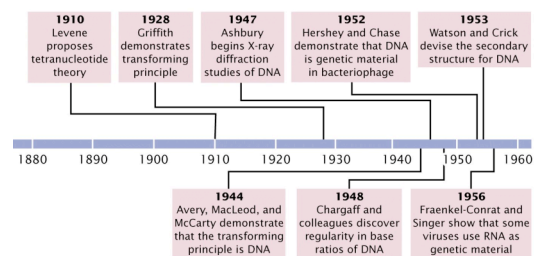 1910
Levene
proposes
tetranucleotide
theory
1928
Griffith
demonstrates
transforming
principle
1947
Ashbury
begins X-ray
diffraction
studies of DNA
1952
Hershey and Chase
demonstrate that DNA
is genetic material
in bacteriophage
1953
Watson and Crick
devise the secondary
structure for DNA
1880 1890 1900 1910 1920 1930 1940 1950 1960
1944
Avery, MacLeod, and
McCarty demonstrate
that the transforming
principle is DNA
1948
Chargaff and
colleagues discover
regularity in base
ratios of DNA
1956
Fraenkel-Conrat and
Singer show that some
viruses use RNA as
genetic material